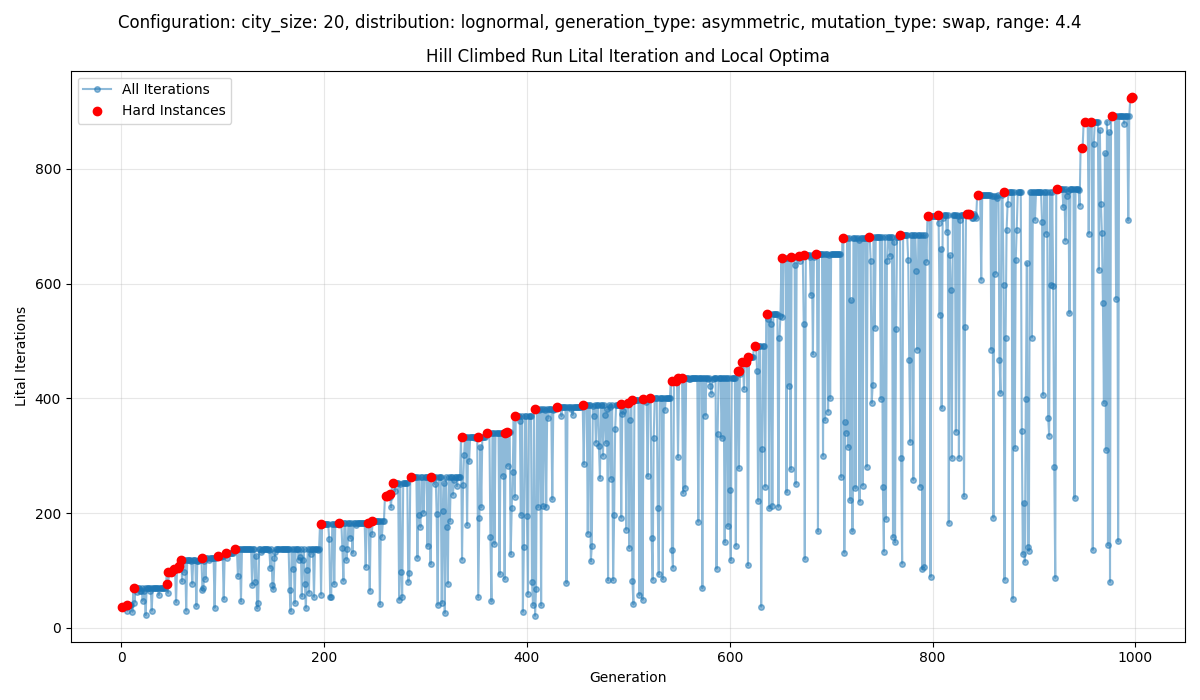 Configuration: city_size: 20, distribution: lognormal, generation_type: asymmetric, mutation_type: swap, range: 4.4
Hill Climbed Run Lital Iteration and Local Optima
All Iterations
Hard Instances
Lital Iterations
800
600
400
200
0
0 200 400 600 800 1000
Generation